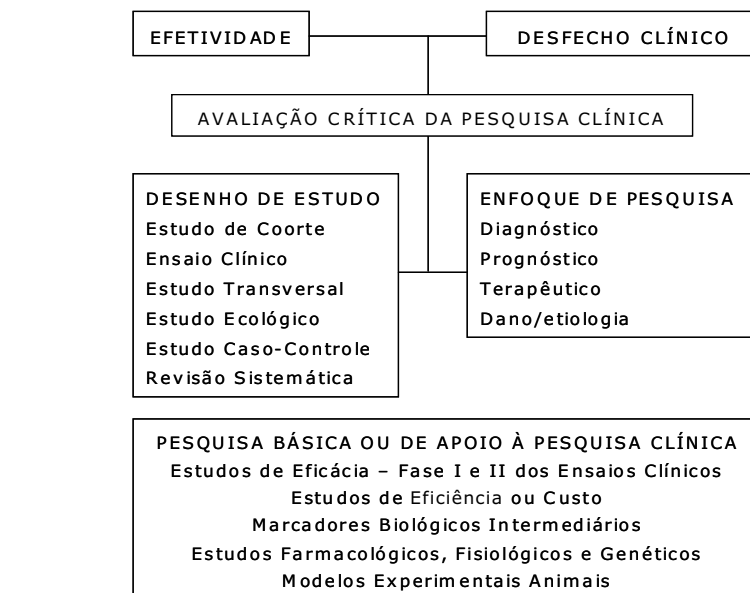 EFETIVIDADE
DESFECHO CLÍNICO
AVALIAÇÃO CRÍTICA DA PESQUISA CLÍNICA
DESENHO DE ESTUDO
Estudo de Coorte
Ensaio Clínico
Estudo Transversal
Estudo Ecológico
Estudo Caso-Controle
Revisão Sistemática
ENFOQUE DE PESQUISA
Diagnóstico
Prognóstico
Terapêutico
Dano/etiologia
PESQUISA BÁSICA OU DE APOIO À PESQUISA CLÍNICA
Estudos de Eficácia – Fase I e II dos Ensaios Clínicos
Estudos de Eficiência ou Custo
Marcadores Biológicos Intermediários
Estudos Farmacológicos, Fisiológicos e Genéticos
Modelos Experimentais Animais